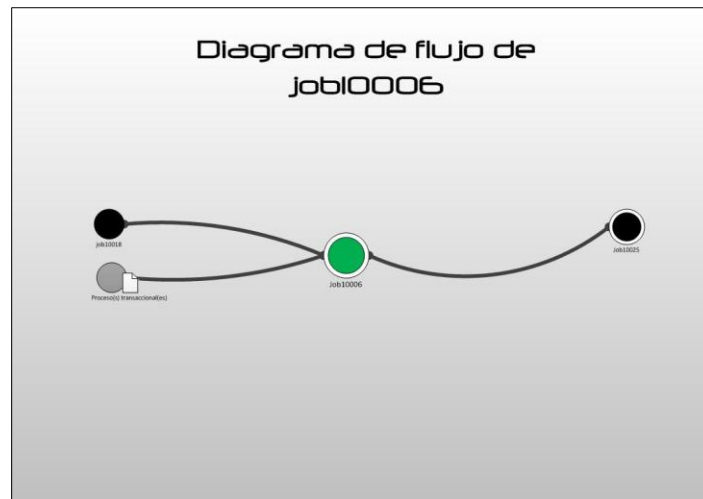 Diagrama de flujo de
job10006
job10018
Job10025
Proceso(s) transaccional(es)
Job10006